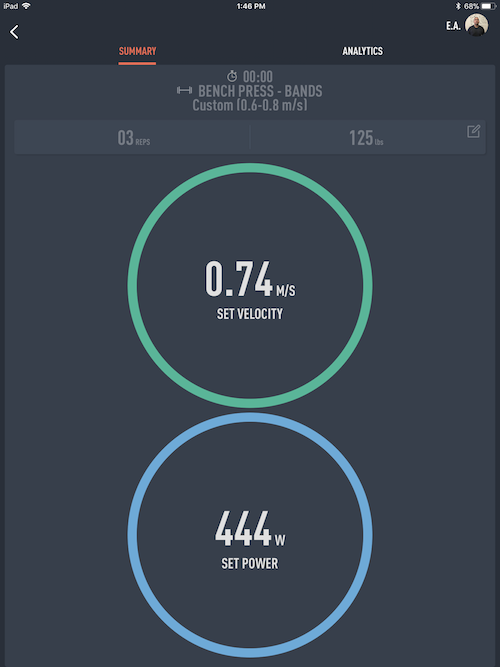 iPad 1:46 PM 68%
E.A.
SUMMARY ANALYTICS
00:00
BENCH PRESS - BANDS
Custom (0.6-0.8 m/s)
03 REPS 125 lbs
0.74 M/S
SET VELOCITY
444 W
SET POWER